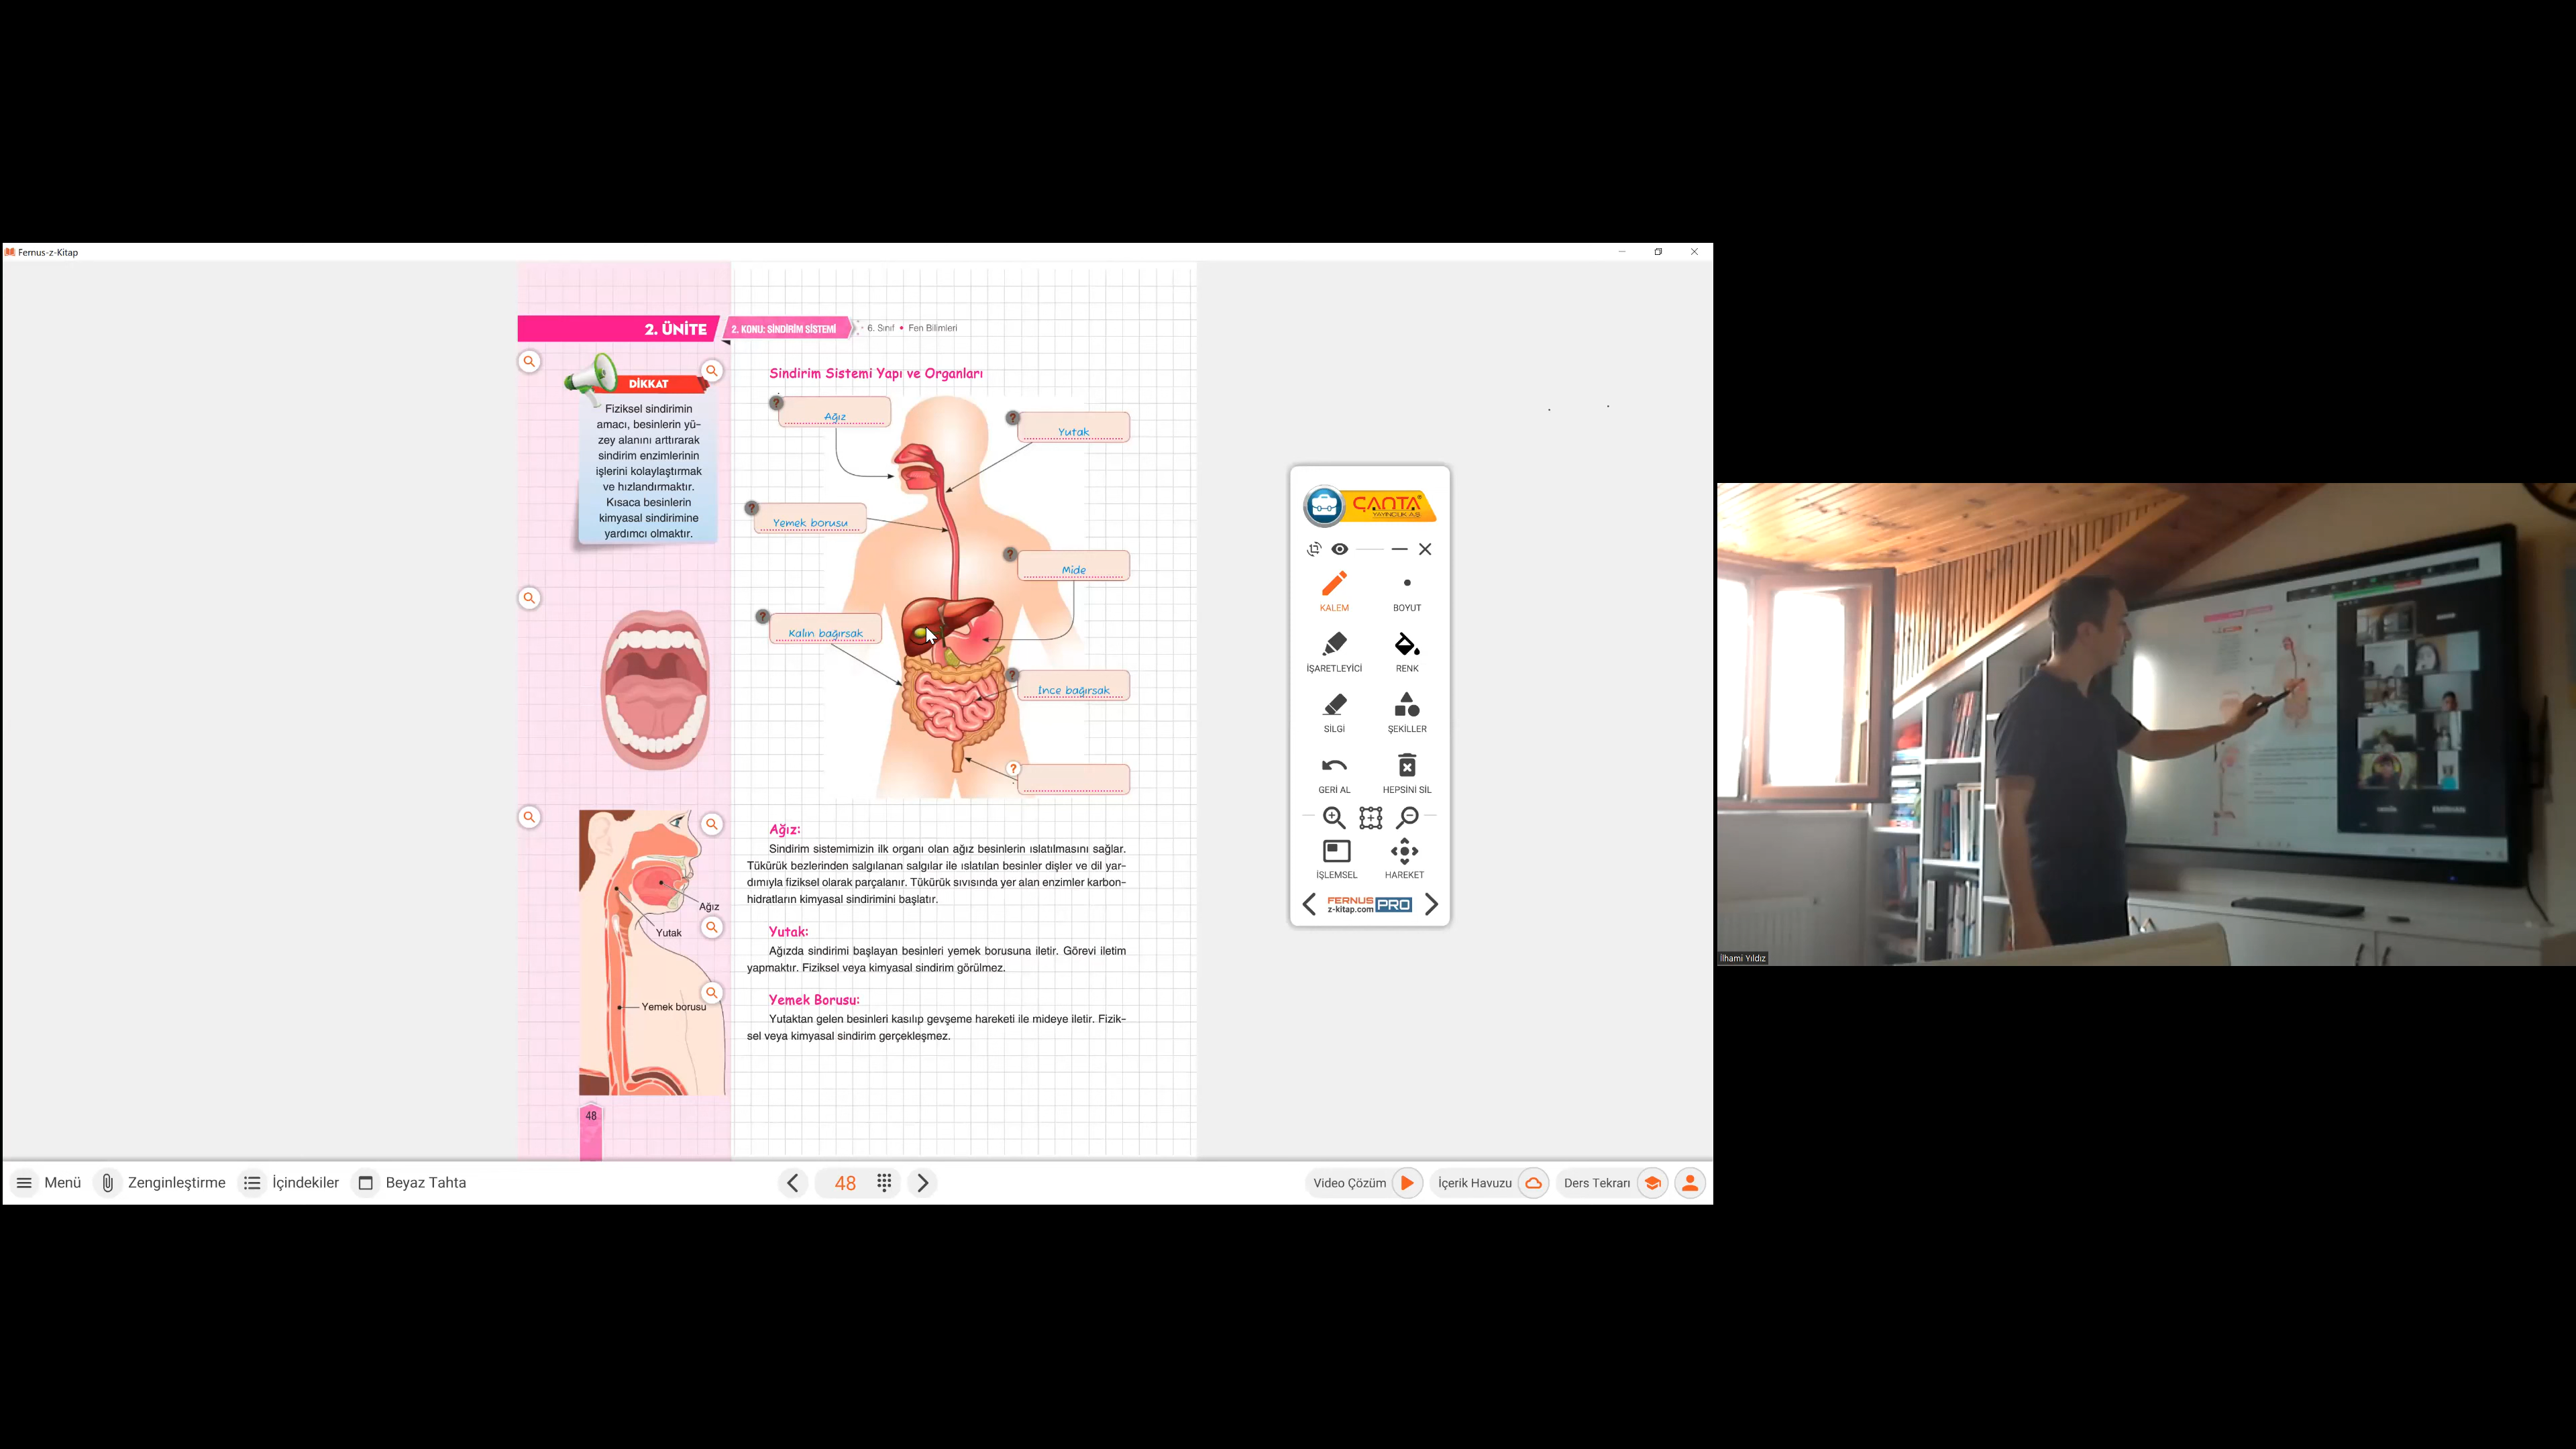 Fernus-z-Kitap
2. ÜNİTE
2. KONU: SİNDİRİM SİSTEMİ
6. Sınıf • Fen Bilimleri
DİKKAT
Fiziksel sindirimin
amacı, besinlerin yü-
zey alanını arttırarak
sindirim enzimlerinin
işlerini kolaylaştırmak
ve hızlandırmaktır.
Kısaca besinlerin
kimyasal sindirimine
yardımcı olmaktır.
Sindirim Sistemi Yapı ve Organları
Ağız
Yutak
Yemek borusu
Mide
Kalın bağırsak
İnce bağırsak
Ağız
Yutak
Yemek borusu
48
Ağız:
Sindirim sistemimizin ilk organı olan ağız besinlerin ıslatılmasını sağlar.
Tükürük bezlerinden salgılanan salgılar ile ıslatılan besinler dişler ve dil yar-
dımıyla fiziksel olarak parçalanır. Tükürük sıvısında yer alan enzimler karbon-
hidratların kimyasal sindirimini başlatır.
Yutak:
Ağızda sindirimi başlayan besinleri yemek borusuna iletir. Görevi iletim
yapmaktır. Fiziksel veya kimyasal sindirim görülmez.
Yemek Borusu:
Yutaktan gelen besinleri kasılıp gevşeme hareketi ile mideye iletir. Fizik-
sel veya kimyasal sindirim gerçekleşmez.
ÇANTA
YAYINCILIK A.Ş.
KALEM BOYUT
İŞARETLEYİCİ RENK
SİLGİ ŞEKİLLER
GERİ AL HEPSİNİ SİL
İŞLEMSEL HAREKET
FERNUS
z-kitap.com PRO
Menü Zenginleştirme İçindekiler Beyaz Tahta
48
Video Çözüm İçerik Havuzu Ders Tekrarı
İlhami Yıldız